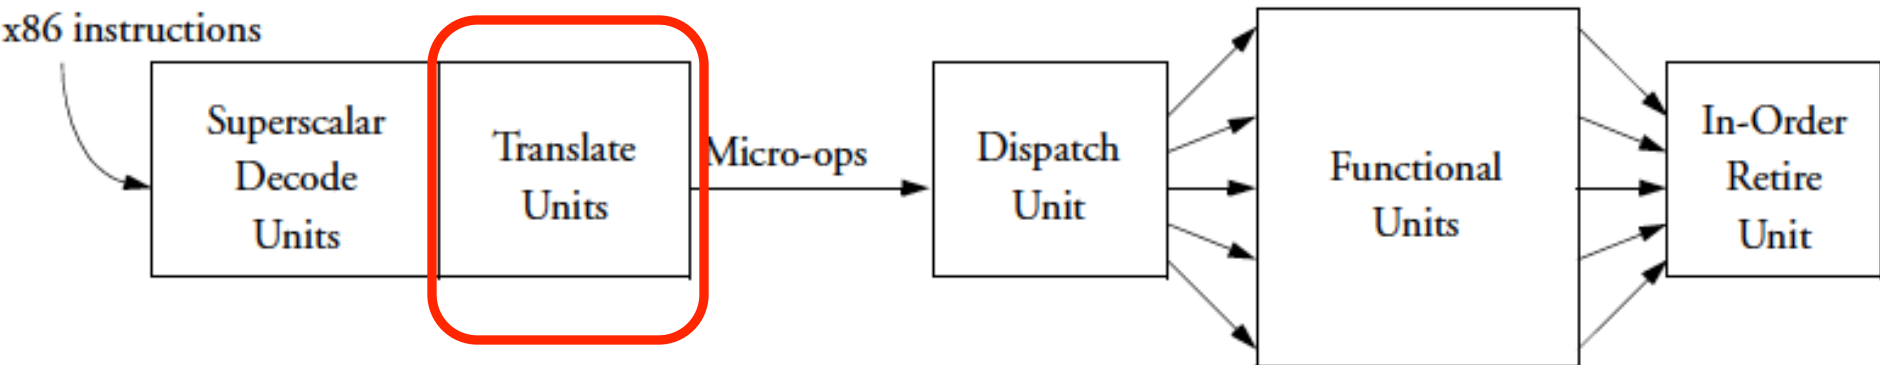 x86 instructions
Superscalar
Decode
Units
Translate
Units
Micro-ops
Dispatch
Unit
Functional
Units
In-Order
Retire
Unit